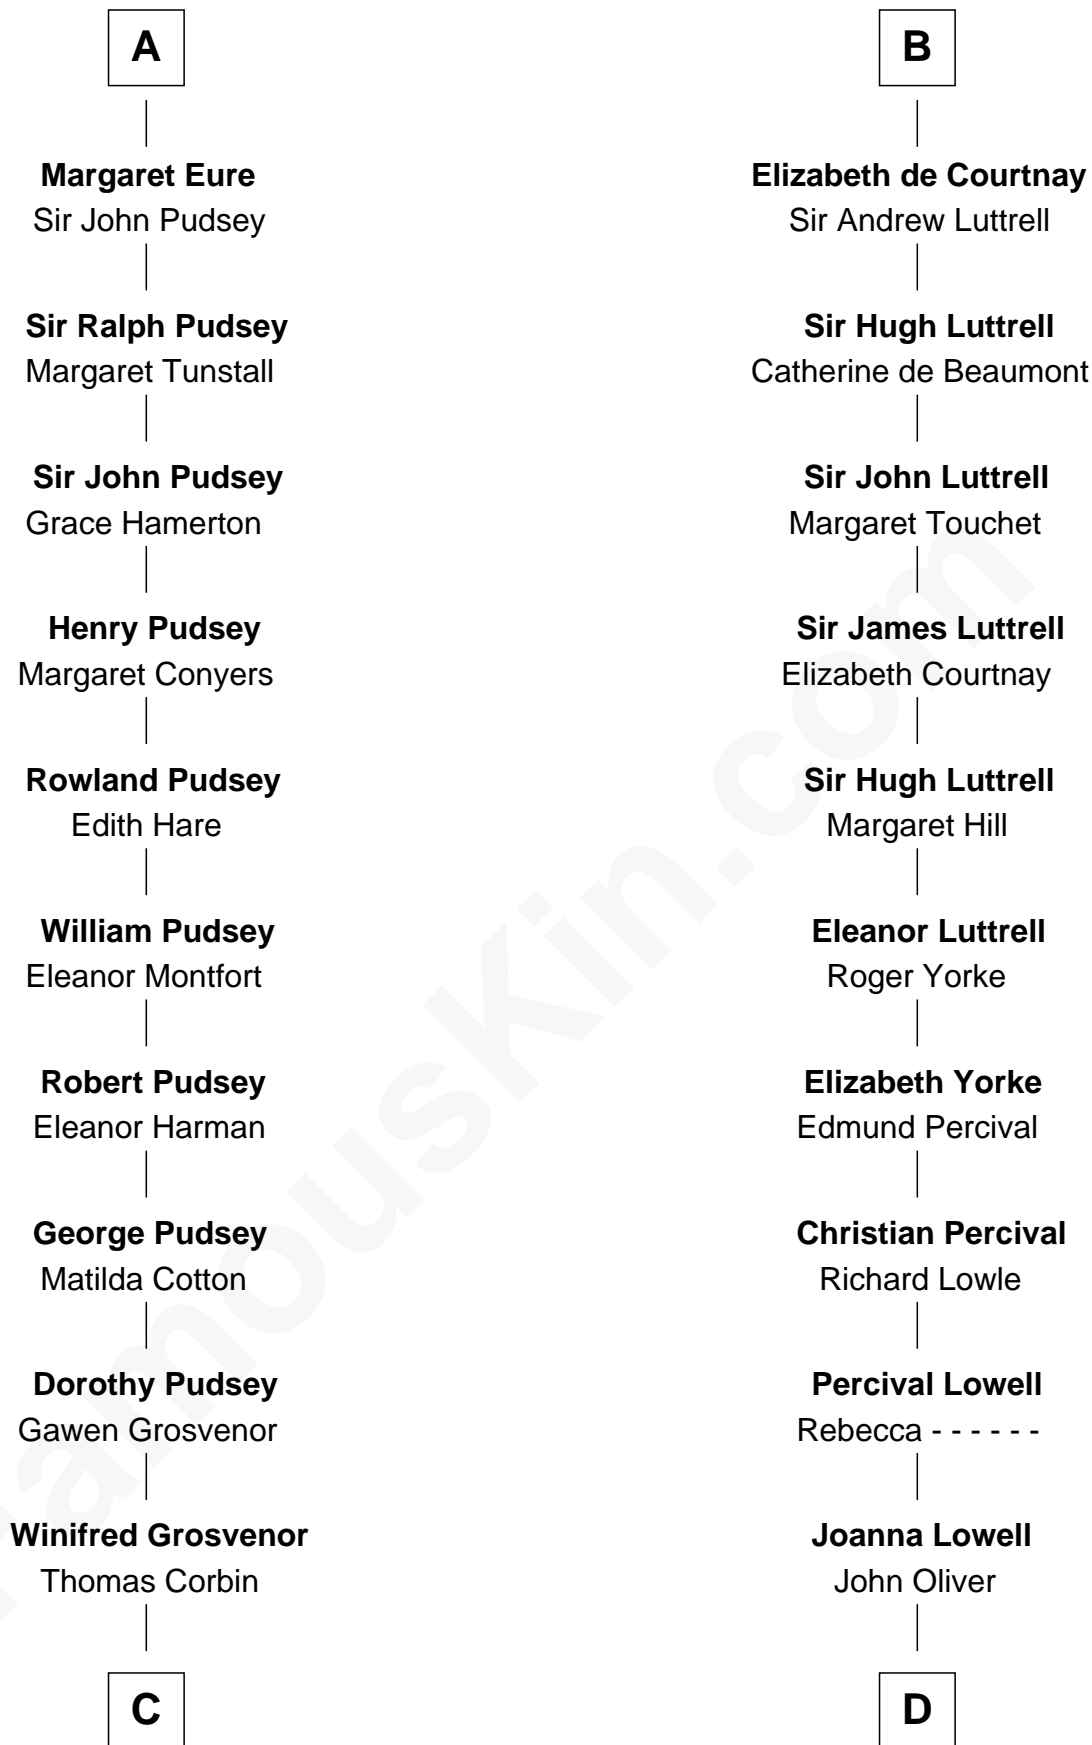 A
Margaret Eure
Sir John Pudsey
Sir Ralph Pudsey
Margaret Tunstall
Sir John Pudsey
Grace Hamerton
Henry Pudsey
Margaret Conyers
Rowland Pudsey
Edith Hare
William Pudsey
Eleanor Montfort
Robert Pudsey
Eleanor Harman
George Pudsey
Matilda Cotton
Dorothy Pudsey
Gawen Grosvenor
Winifred Grosvenor
Thomas Corbin
C
B
Elizabeth de Courtnay
Sir Andrew Luttrell
Sir Hugh Luttrell
Catherine de Beaumont
Sir John Luttrell
Margaret Touchet
Sir James Luttrell
Elizabeth Courtnay
Sir Hugh Luttrell
Margaret Hill
Eleanor Luttrell
Roger Yorke
Elizabeth Yorke
Edmund Percival
Christian Percival
Richard Lowle
Percival Lowell
Rebecca - - - - - -
Joanna Lowell
John Oliver
D
FamousKin.com